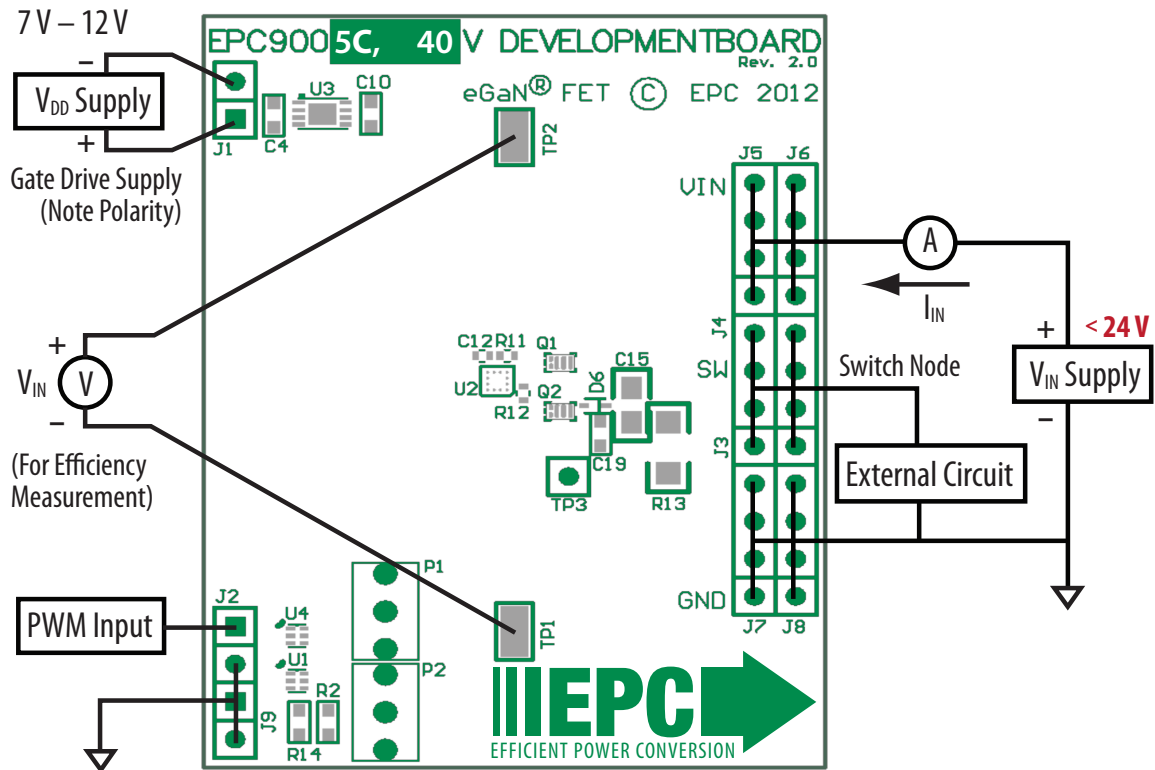 7 V – 12 V
–
VDD Supply
+
Gate Drive Supply
(Note Polarity)
EPC9005C, 40 V DEVELOPMENTBOARD
Rev. 2.0
eGaN® FET © EPC 2012
J1
C4
U3
C10
TP2
J5 J6
VIN
A
IIN
+
< 24 V
VIN Supply
–
J4
SW
J3
Switch Node
External Circuit
C12 R11 Q1
U2
R12
Q2
D6
C15
C19
TP3
R13
+
VIN
V
–
(For Efficiency
Measurement)
GND
J7 J8
PWM Input
J2
U4
U1
J9
R14
R2
P1
P2
TP1
EPC
EFFICIENT POWER CONVERSION